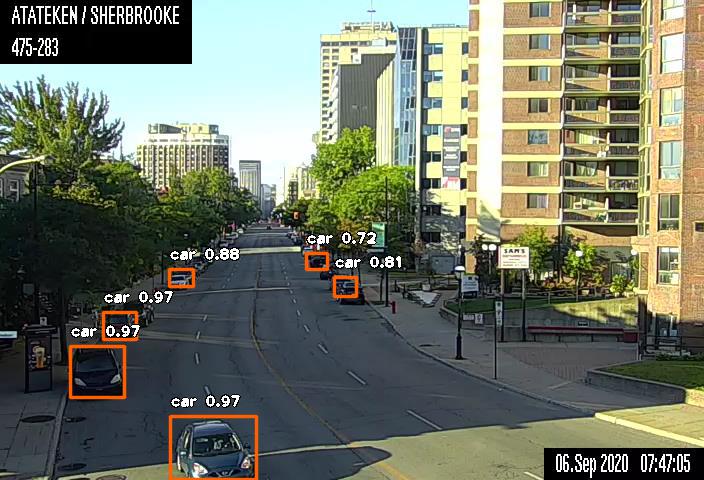 ATATEKEN / SHERBROOKE
475-283
car 0.72
car 0.88
car 0.81
car 0.97
car 0.97
SAM'S
car 0.97
06.Sep 2020 07:47:05